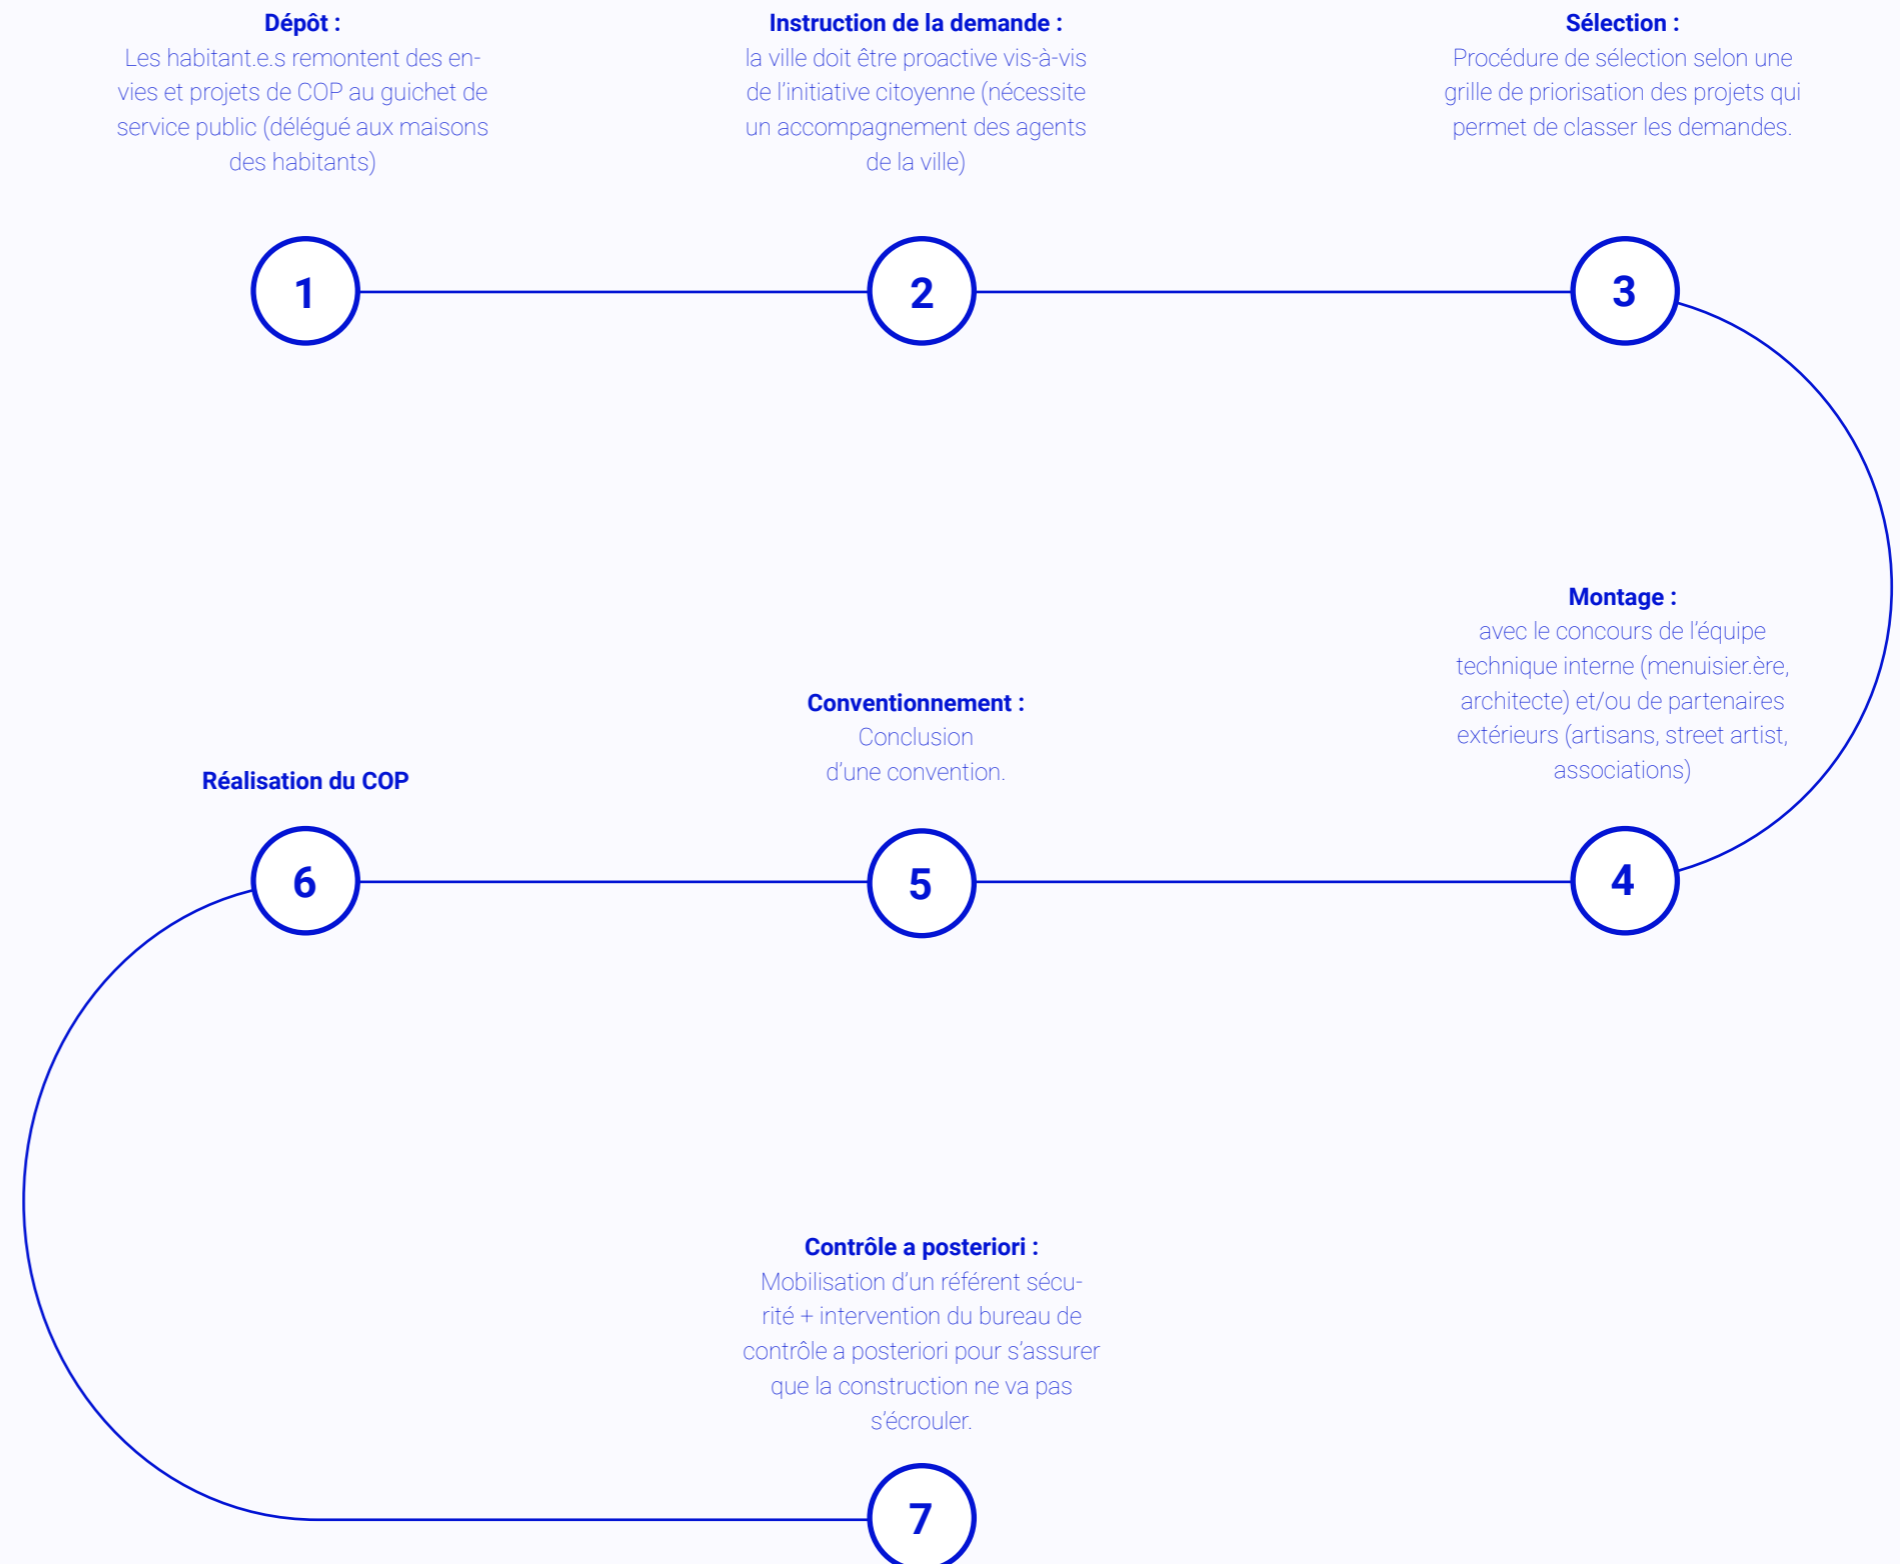 Dépôt :
Les habitant.e.s remontent des en-
vies et projets de COP au guichet de
service public (délégué aux maisons
des habitants)
1
Instruction de la demande :
la ville doit être proactive vis-à-vis
de l’initiative citoyenne (nécessite
un accompagnement des agents
de la ville)
2
Sélection :
Procédure de sélection selon une
grille de priorisation des projets qui
permet de classer les demandes.
3
Montage :
avec le concours de l’équipe
technique interne (menuisier.ère,
architecte) et/ou de partenaires
extérieurs (artisans, street artist,
associations)
4
Conventionnement :
Conclusion
d’une convention.
5
Réalisation du COP
6
Contrôle a posteriori :
Mobilisation d’un référent sécu-
rité + intervention du bureau de
contrôle a posteriori pour s’assurer
que la construction ne va pas
s’écrouler.
7